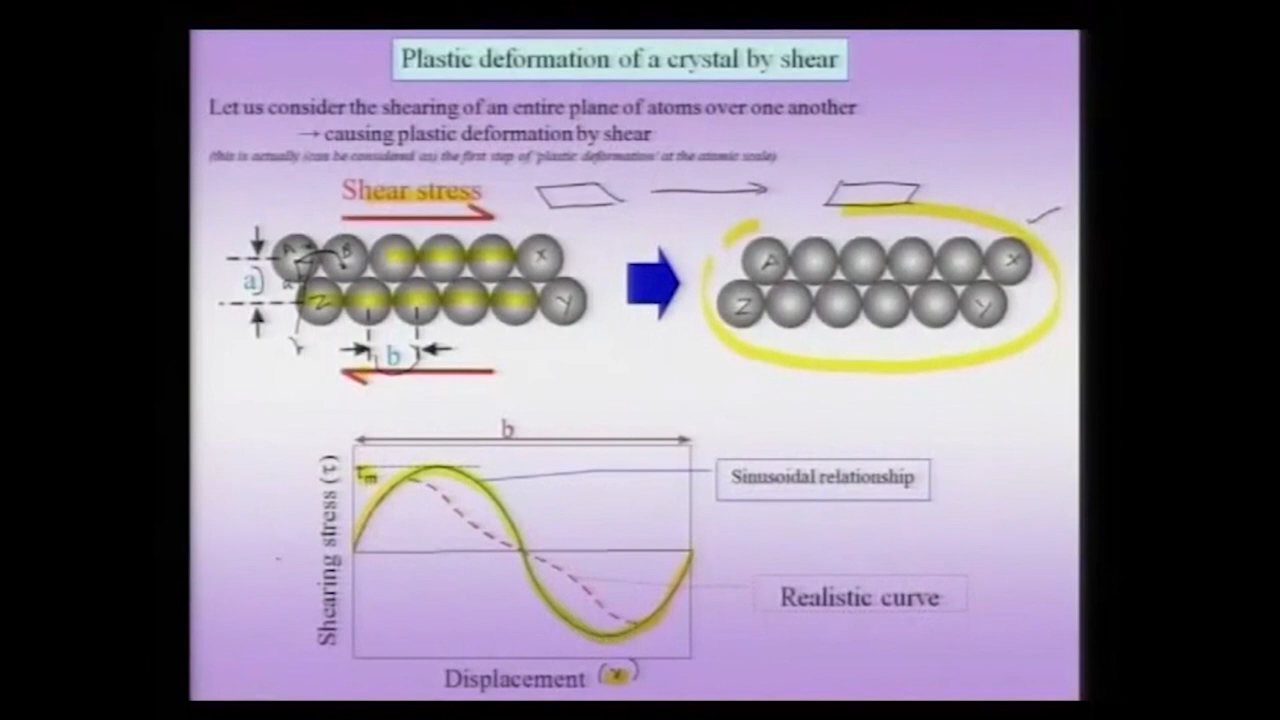 Plastic deformation of a crystal by shear
Let us consider the shearing of an entire plane of atoms over one another
→ causing plastic deformation by shear
(this is actually (can be considered as) the first step of 'plastic deformation' at the atomic scale)
Shear stress
A B X
a
Z Y
b
A X
Z Y
b
Shearing stress (τ)
τm
Sinusoidal relationship
Realistic curve
Displacement (x)